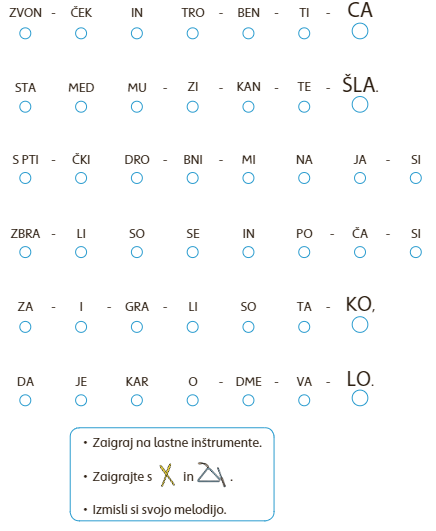 ZVON - ČEK IN TRO - BEN - TI - CA
STA MED MU - ZI - KAN - TE - ŠLA.
S PTI - ČKI DRO - BNI - MI NA JA - SI
ZBRA - LI SO SE IN PO - ČA - SI
ZA - I - GRA - LI SO TA - KO,
DA JE KAR O - DME - VA - LO.
• Zaigraj na lastne inštrumente.
• Zaigrajte s in .
• Izmisli si svojo melodijo.